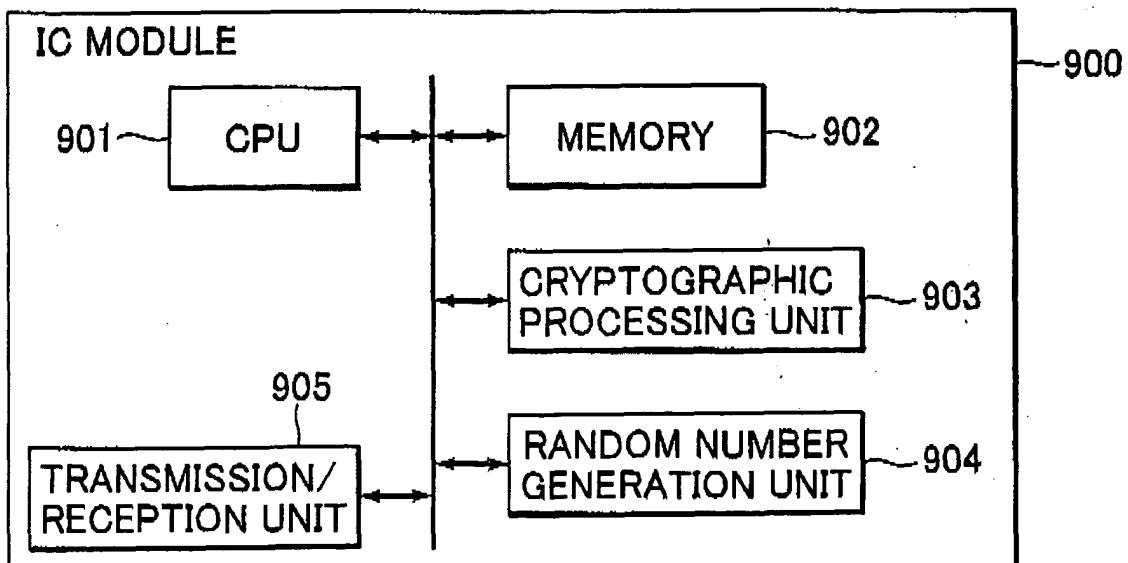 IC MODULE
900
901
CPU
MEMORY
902
CRYPTOGRAPHIC
PROCESSING UNIT
903
905
TRANSMISSION/
RECEPTION UNIT
RANDOM NUMBER
GENERATION UNIT
904